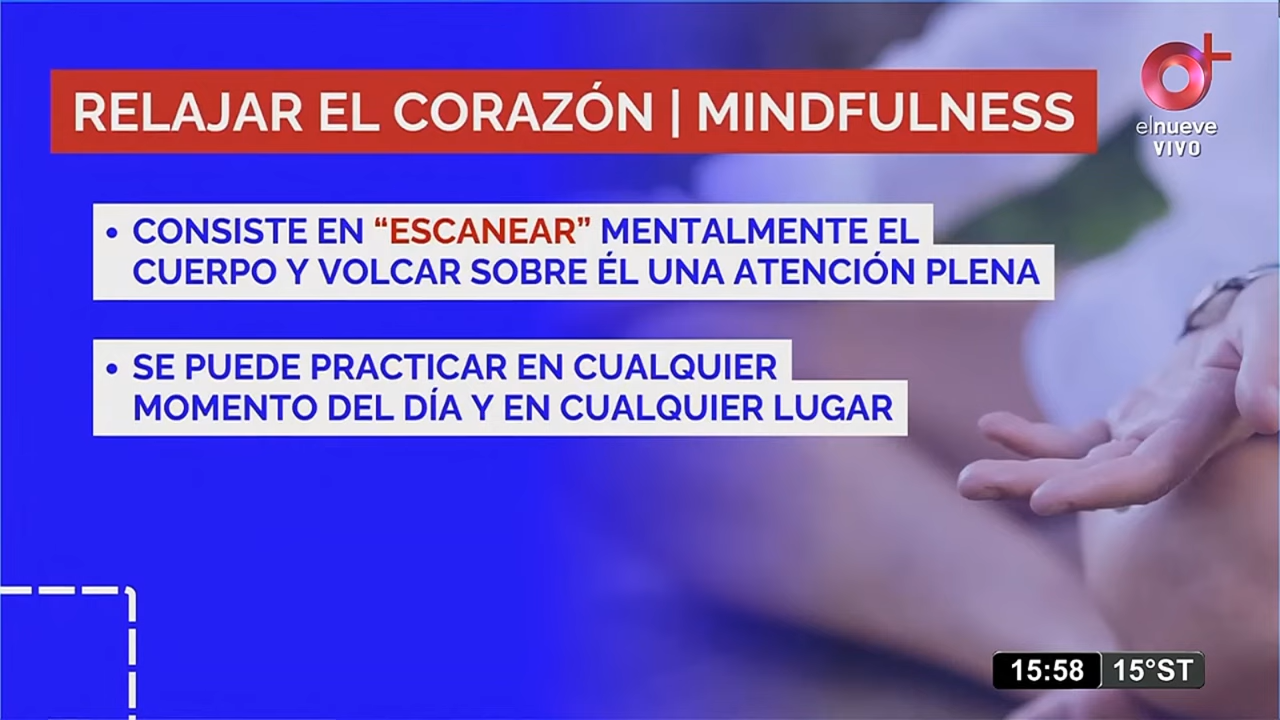 RELAJAR EL CORAZÓN | MINDFULNESS
elnueve
VIVO
• CONSISTE EN “ESCANEAR” MENTALMENTE EL
CUERPO Y VOLCAR SOBRE ÉL UNA ATENCIÓN PLENA
• SE PUEDE PRACTICAR EN CUALQUIER
MOMENTO DEL DÍA Y EN CUALQUIER LUGAR
15:58 15°ST